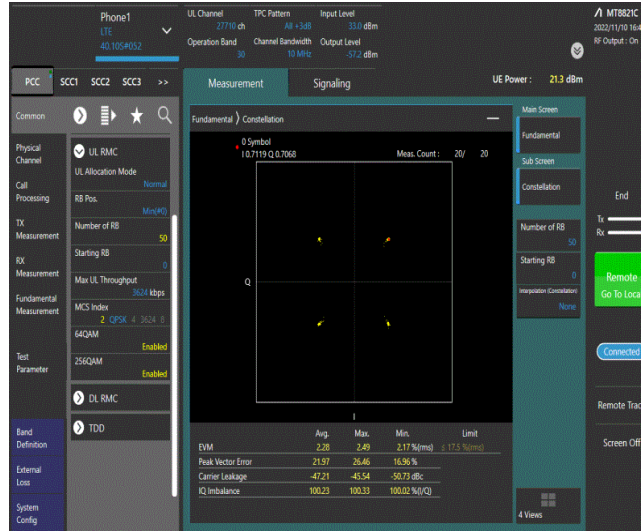 Phone1
LTE
40.105#052
UL Channel
27710 ch
TPC Pattern
All +3dB
Input Level
33.0 dBm
Operation Band
30
Channel Bandwidth
10 MHz
Output Level
-57.2 dBm
MT8821C
2022/11/10 16:4
RF Output : On
PCC SCC1 SCC2 SCC3 >>
Measurement Signaling
UE Power : 21.3 dBm
Common
Physical
Channel
Call
Processing
TX
Measurement
RX
Measurement
Fundamental
Measurement
Test
Parameter
Band
Definition
External
Loss
System
Config
UL RMC
UL Allocation Mode
Normal
RB Pos.
Min(#0)
Number of RB
50
Starting RB
0
Max UL Throughput
3624 kbps
MCS Index
2 QPSK 4 3624 8
64QAM
Enabled
256QAM
Enabled
DL RMC
TDD
Fundamental 〉 Constellation
0 Symbol
I 0.7119 Q 0.7068
Meas. Count : 20/ 20
Q
I
Avg. Max. Min. Limit
EVM 2.28 2.49 2.17 %(rms) ≤ 17.5 %(rms)
Peak Vector Error 21.97 26.46 16.96 %
Carrier Leakage -47.21 -45.54 -50.73 dBc
IQ Imbalance 100.23 100.33 100.02 %(I/Q)
Main Screen
Fundamental
Sub Screen
Constellation
Number of RB
50
Starting RB
0
Interpolation (Constellation)
None
4 Views
End
Tx
Rx
Remote
Go To Loca
Connected
Remote Trac
Screen Off